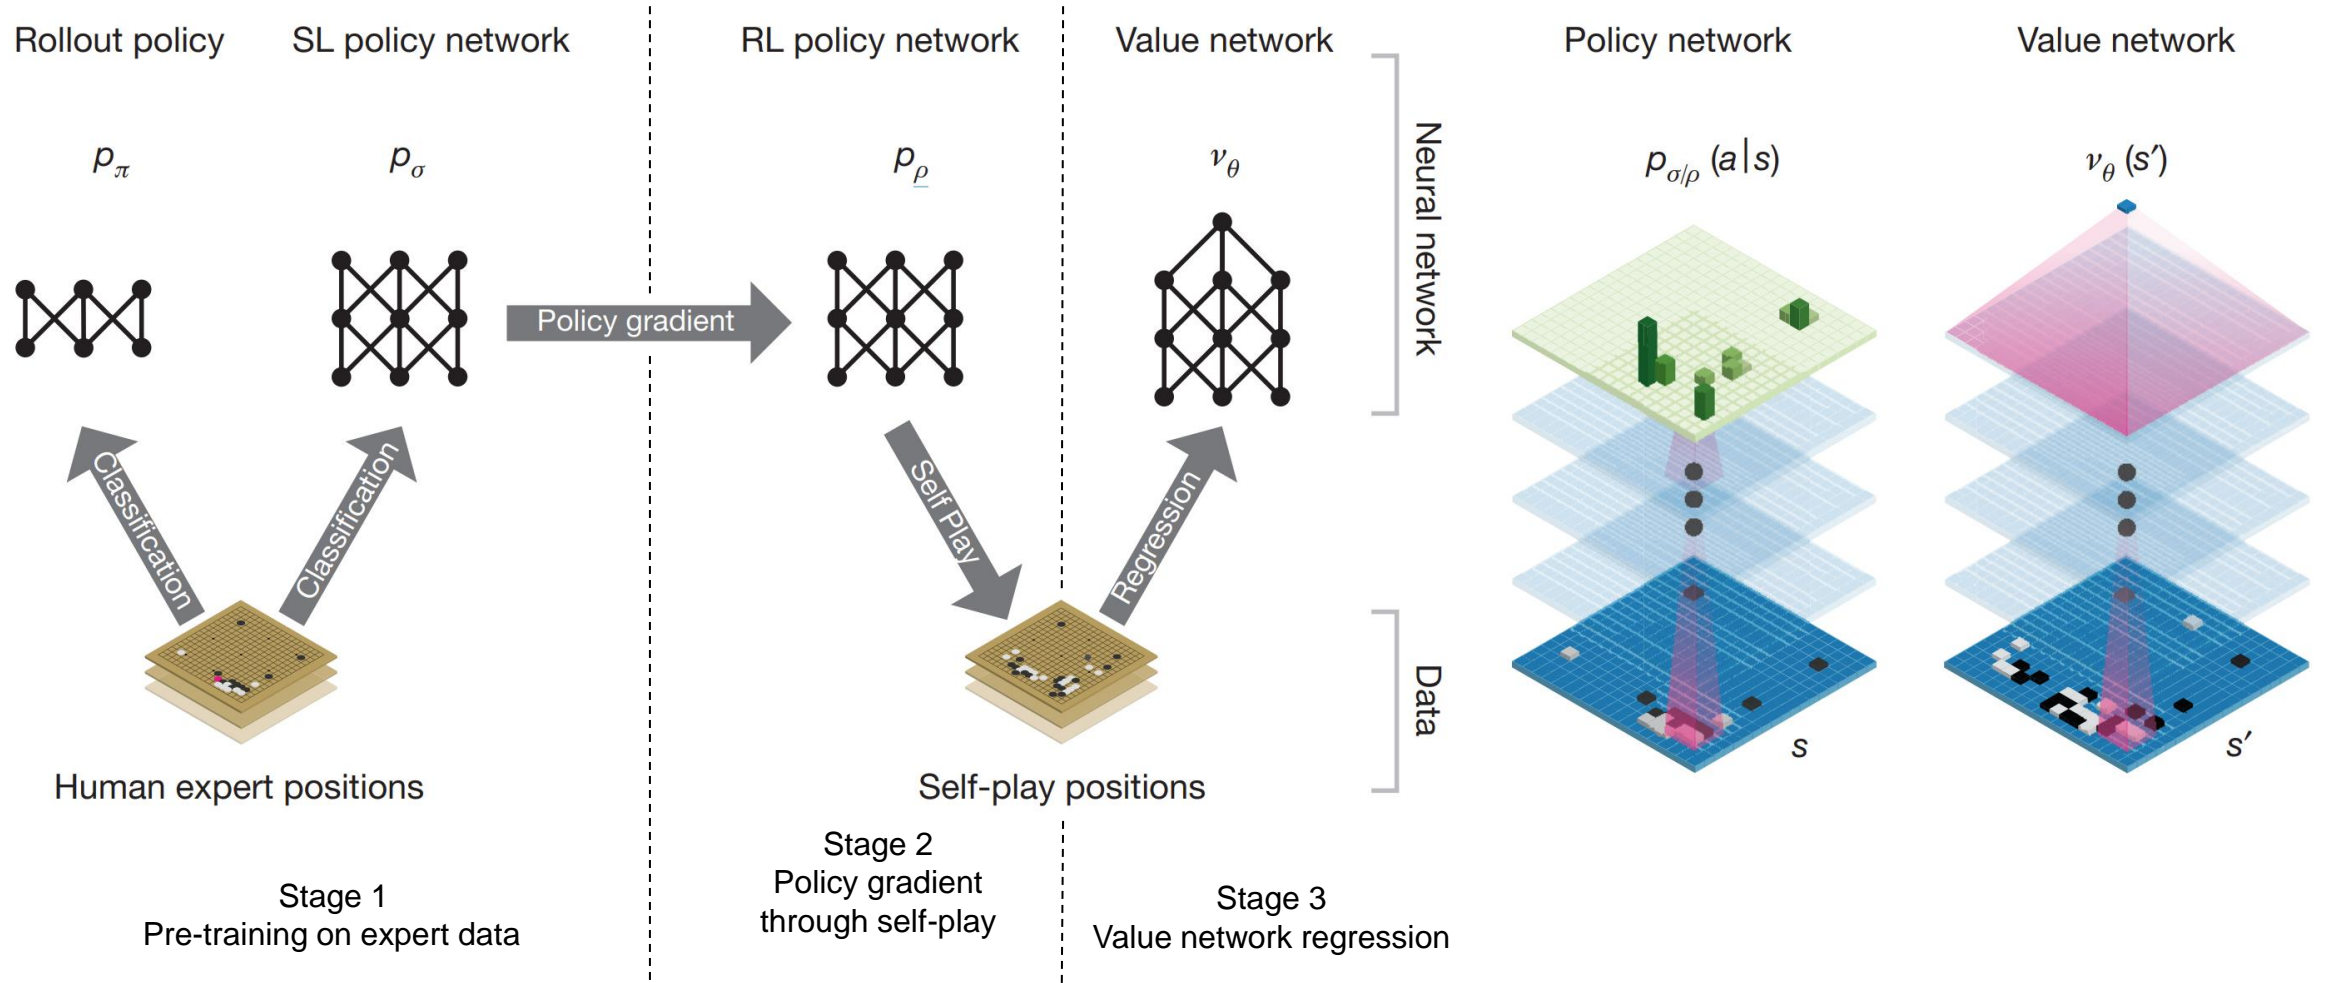 Rollout policy
SL policy network
RL policy network
Value network
Policy network
Value network
pπ
pσ
pρ
νθ
pσ/ρ (a|s)
νθ (s′)
Neural network
Policy gradient
Classification
Classification
Self Play
Regression
Data
s
s′
Human expert positions
Self-play positions
Stage 1
Pre-training on expert data
Stage 2
Policy gradient
through self-play
Stage 3
Value network regression